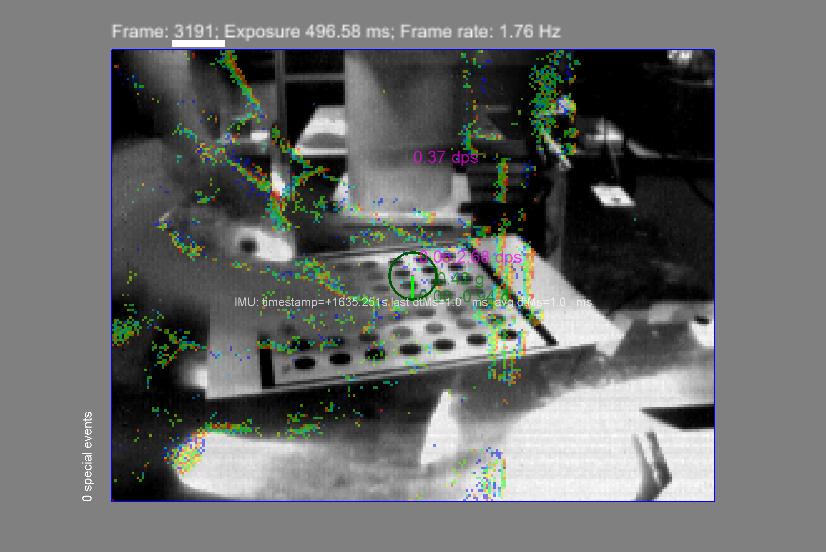 Frame: 3191; Exposure 496.58 ms; Frame rate: 1.76 Hz
0.37 dps
dps
IMU: timestamp=+1635.251s last dtMs=1.0 ms avg dtMs=1.0 ms
0 special events